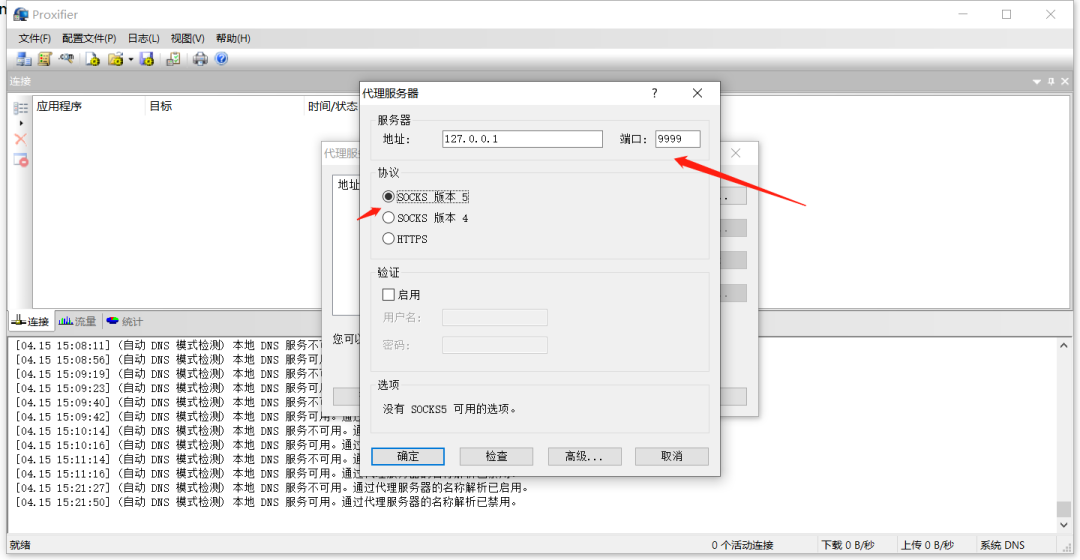 Proxifier
文件(F) 配置文件(P) 日志(L) 视图(V) 帮助(H)
连接
应用程序 目标 时间/状态
代理服务器
服务器
地址: 127.0.0.1 端口: 9999
协议
SOCKS 版本 5
SOCKS 版本 4
HTTPS
验证
启用
用户名:
密码:
选项
没有 SOCKS5 可用的选项。
确定 检查 高级... 取消
代理服
地址
您可以
连接 流量 统计
[04.15 15:08:11] (自动 DNS 模式检测) 本地 DNS 服务不可
[04.15 15:08:56] (自动 DNS 模式检测) 本地 DNS 服务可
[04.15 15:09:19] (自动 DNS 模式检测) 本地 DNS 服务不
[04.15 15:09:23] (自动 DNS 模式检测) 本地 DNS 服务可
[04.15 15:09:40] (自动 DNS 模式检测) 本地 DNS 服务不
[04.15 15:09:42] (自动 DNS 模式检测) 本地 DNS 服务可用。通过
[04.15 15:10:14] (自动 DNS 模式检测) 本地 DNS 服务不可用。通
[04.15 15:10:16] (自动 DNS 模式检测) 本地 DNS 服务可用。通过
[04.15 15:11:14] (自动 DNS 模式检测) 本地 DNS 服务不可用。通
[04.15 15:11:16] (自动 DNS 模式检测) 本地 DNS 服务可用。通过代理服务器的名称解析已禁用。
[04.15 15:21:27] (自动 DNS 模式检测) 本地 DNS 服务不可用。通过代理服务器的名称解析已启用。
[04.15 15:21:50] (自动 DNS 模式检测) 本地 DNS 服务可用。通过代理服务器的名称解析已禁用。
就绪 0 个活动连接 下载 0 B/秒 上传 0 B/秒 系统 DNS